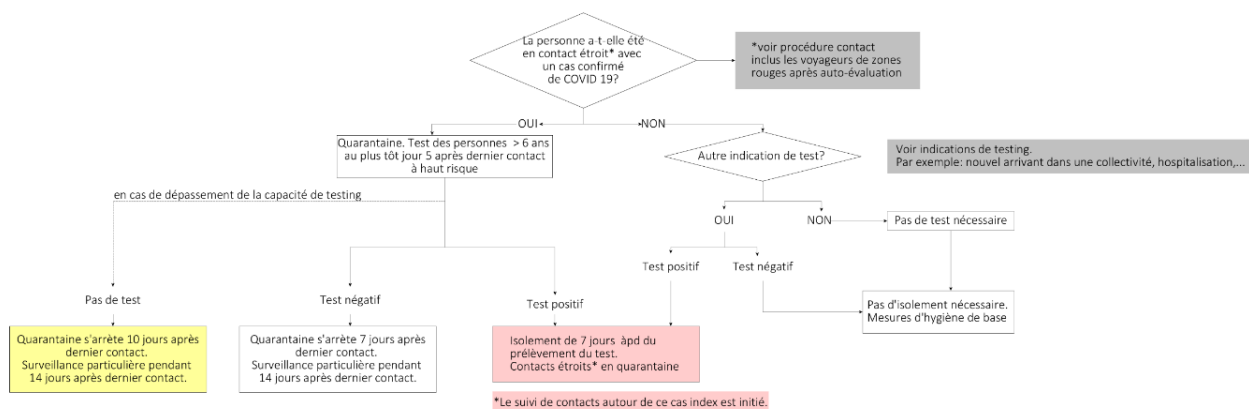 La personne a-t-elle été
en contact étroit* avec
un cas confirmé
de COVID 19?
*voir procédure contact
inclus les voyageurs de zones
rouges après auto-évaluation
OUI
NON
Quarantaine. Test des personnes > 6 ans
au plus tôt jour 5 après dernier contact
à haut risque
Autre indication de test?
Voir indications de testing.
Par exemple: nouvel arrivant dans une collectivité, hospitalisation,...
en cas de dépassement de la capacité de testing
OUI
NON
Pas de test nécessaire
Test positif
Test négatif
Pas de test
Test négatif
Test positif
Pas d'isolement nécessaire.
Mesures d'hygiène de base
Quarantaine s'arrête 10 jours après
dernier contact.
Surveillance particulière pendant
14 jours après dernier contact.
Quarantaine s'arrête 7 jours après
dernier contact.
Surveillance particulière pendant
14 jours après dernier contact.
Isolement de 7 jours àpd du
prélèvement du test.
Contacts étroits* en quarantaine
*Le suivi de contacts autour de ce cas index est initié.